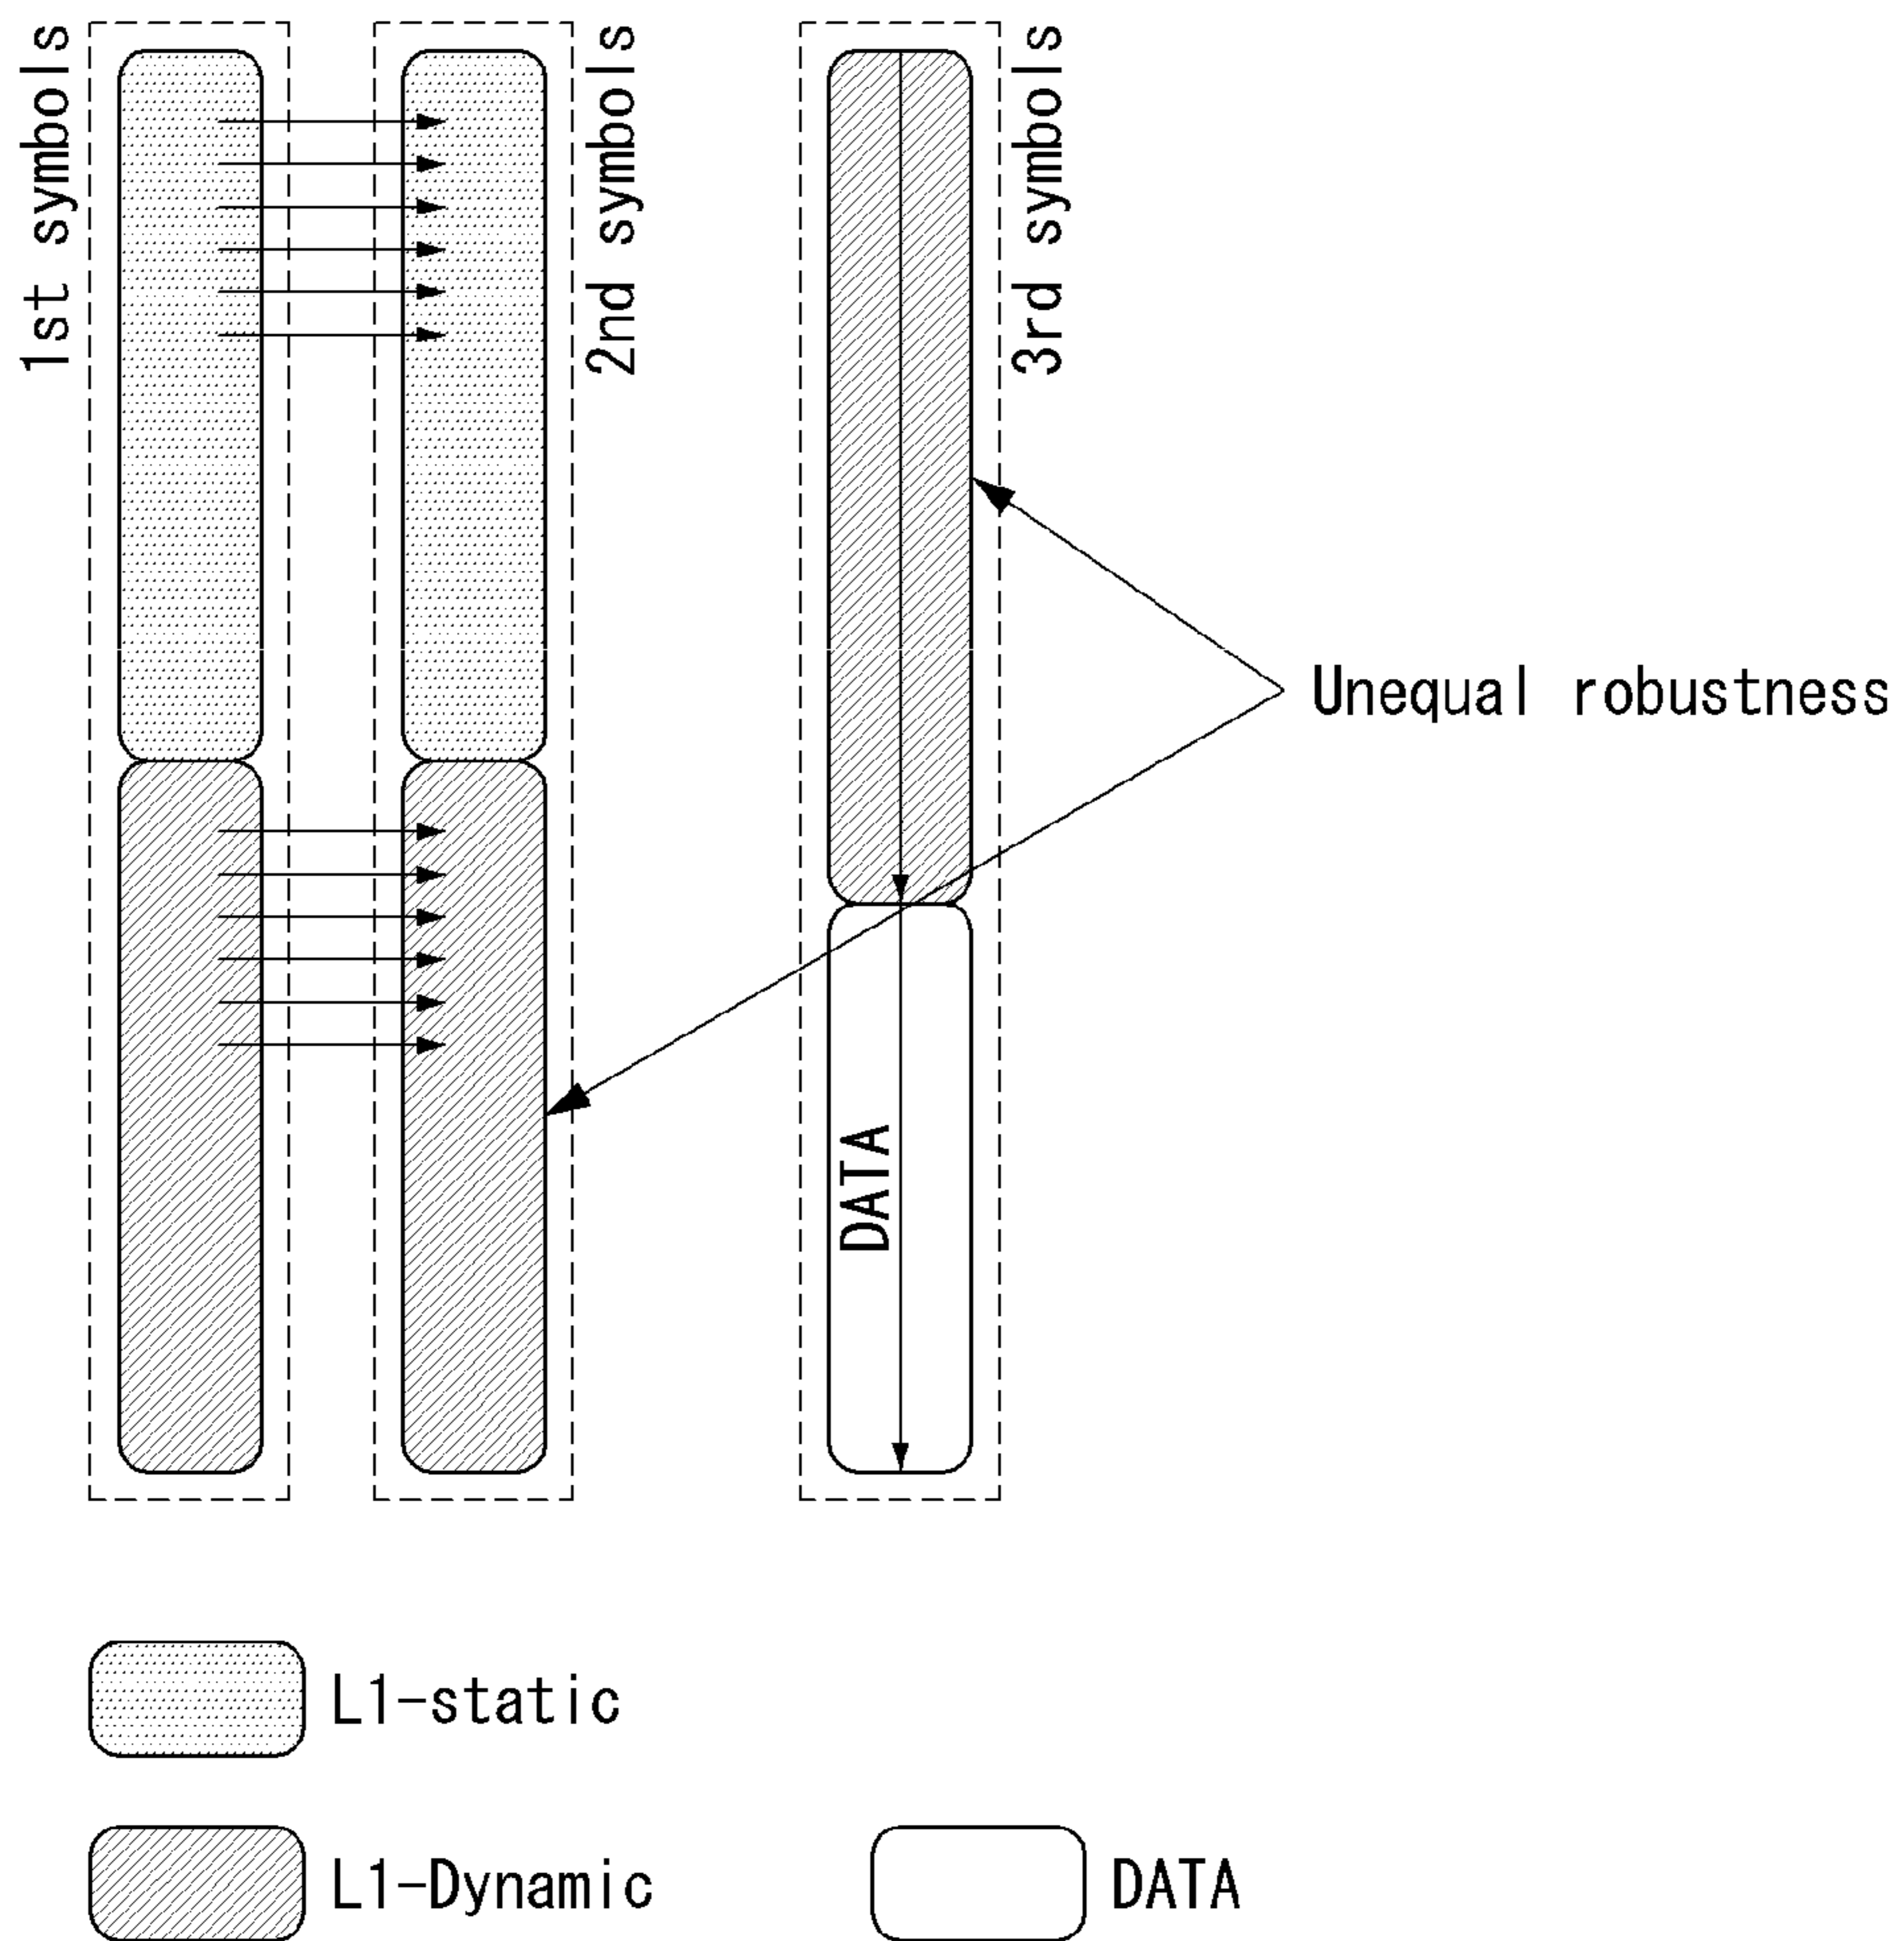 1st symbols
2nd symbols
3rd symbols
Unequal robustness
DATA
L1-static
L1-Dynamic
DATA